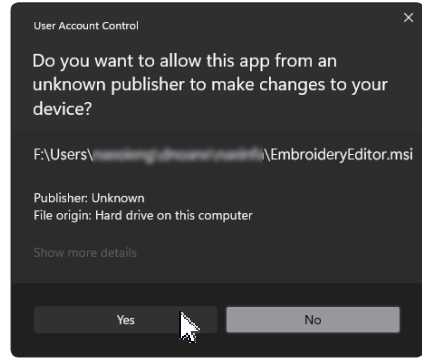 User Account Control
Do you want to allow this app from an
unknown publisher to make changes to your
device?
F:\Users\ \EmbroideryEditor.msi
Publisher: Unknown
File origin: Hard drive on this computer
Show more details
Yes
No